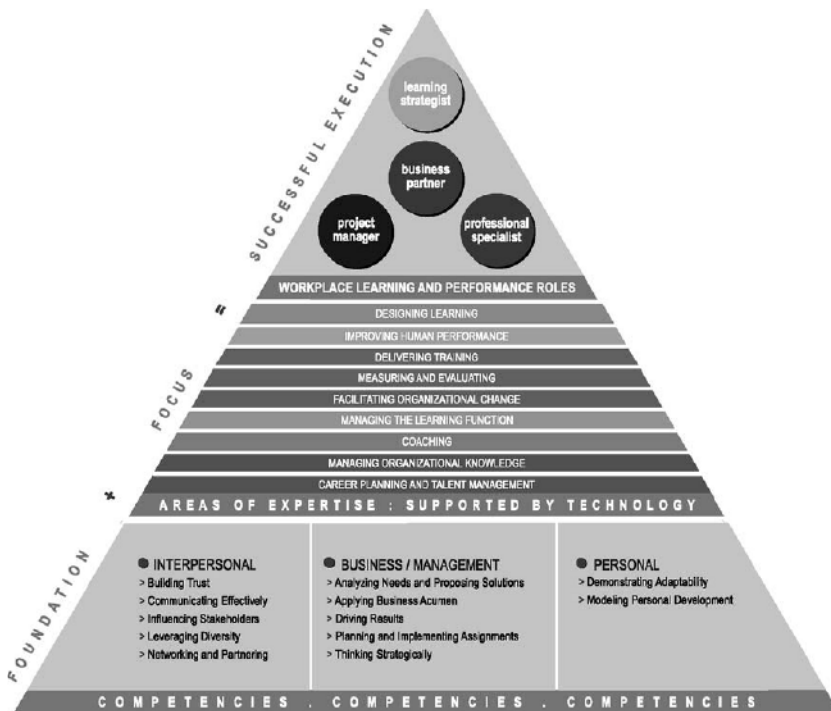 SUCCESSFUL EXECUTION
learning
strategist
business
partner
project
manager
professional
specialist
WORKPLACE LEARNING AND PERFORMANCE ROLES
=
FOCUS
DESIGNING LEARNING
IMPROVING HUMAN PERFORMANCE
DELIVERING TRAINING
MEASURING AND EVALUATING
FACILITATING ORGANIZATIONAL CHANGE
MANAGING THE LEARNING FUNCTION
COACHING
MANAGING ORGANIZATIONAL KNOWLEDGE
CAREER PLANNING AND TALENT MANAGEMENT
AREAS OF EXPERTISE : SUPPORTED BY TECHNOLOGY
+
FOUNDATION
INTERPERSONAL
> Building Trust
> Communicating Effectively
> Influencing Stakeholders
> Leveraging Diversity
> Networking and Partnering
BUSINESS / MANAGEMENT
> Analyzing Needs and Proposing Solutions
> Applying Business Acumen
> Driving Results
> Planning and Implementing Assignments
> Thinking Strategically
PERSONAL
> Demonstrating Adaptability
> Modeling Personal Development
COMPETENCIES . COMPETENCIES . COMPETENCIES